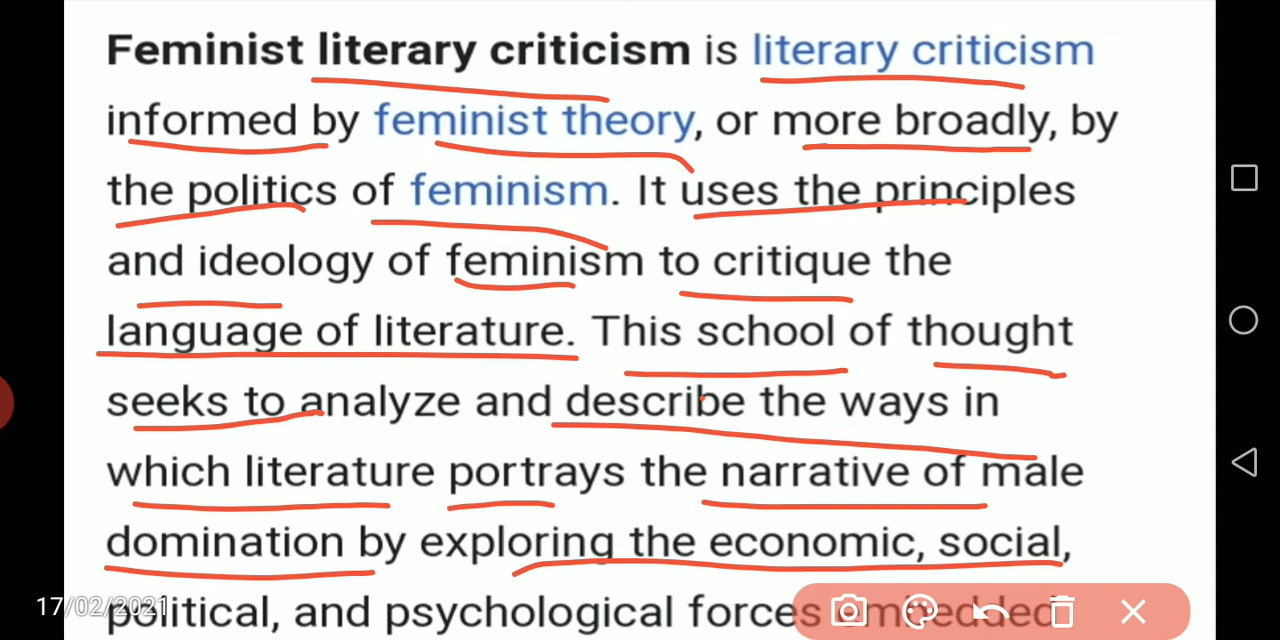 Feminist literary criticism is literary criticism
informed by feminist theory, or more broadly, by
the politics of feminism. It uses the principles
and ideology of feminism to critique the
language of literature. This school of thought
seeks to analyze and describe the ways in
which literature portrays the narrative of male
domination by exploring the economic, social,
political, and psychological forces embedded
17/02/2021